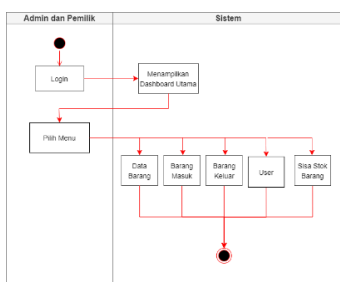 Admin dan Pemilik
Sistem
Login
Menampilkan
Dashboard Utama
Pilih Menu
Data
Barang
Barang
Masuk
Barang
Keluar
User
Sisa Stok
Barang